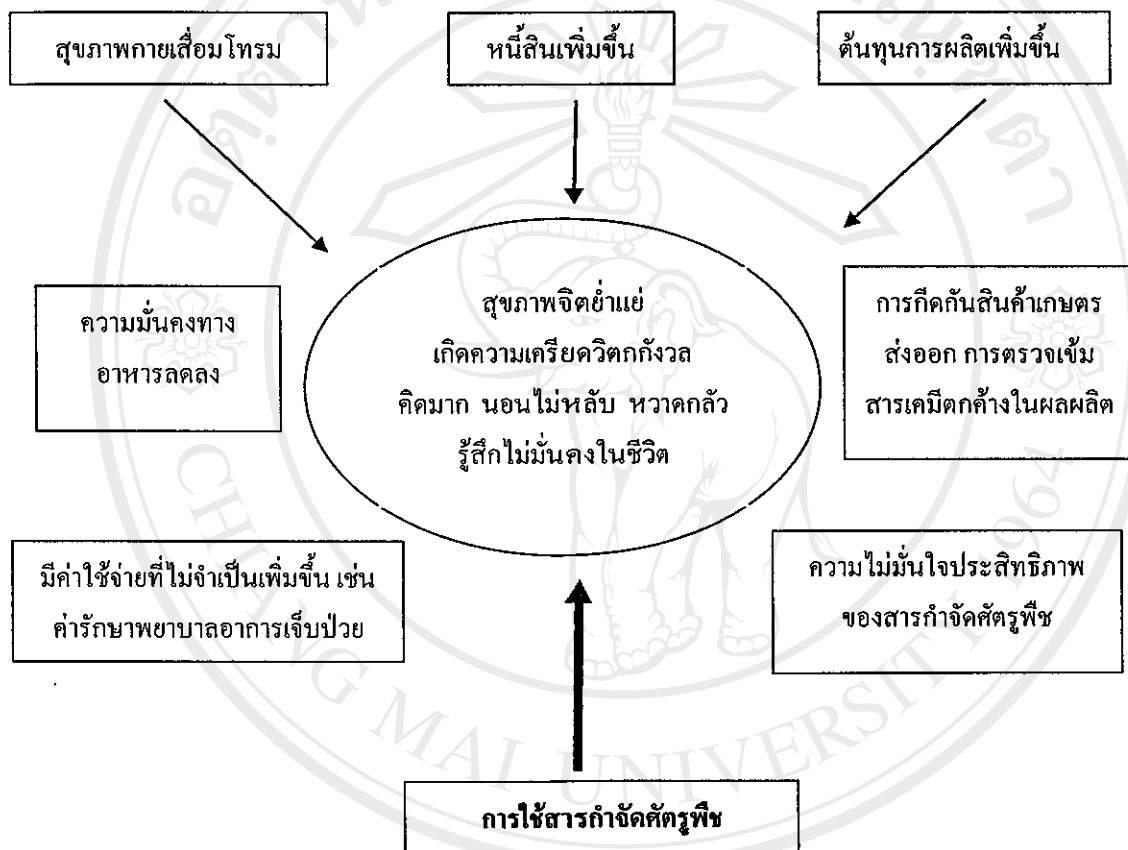 สุขภาพกายเสื่อมโทรม
หนี้สินเพิ่มขึ้น
ต้นทุนการผลิตเพิ่มขึ้น
สุขภาพจิตย่ำแย่
เกิดความเครียดวิตกกังวล
คิดมาก นอนไม่หลับ หวาดกลัว
รู้สึกไม่มั่นคงในชีวิต
ความมั่นคงทาง
อาหารลดลง
การกีดกันสินค้าเกษตร
ส่งออก การตรวจเข้ม
สารเคมีตกค้างในผลผลิต
มีค่าใช้จ่ายที่ไม่จำเป็นเพิ่มขึ้น เช่น
ค่ารักษาพยาบาลอาการเจ็บป่วย
ความไม่มั่นใจประสิทธิภาพ
ของสารกำจัดศัตรูพืช
การใช้สารกำจัดศัตรูพืช
CHIANG MAI UNIVERSITY 1964